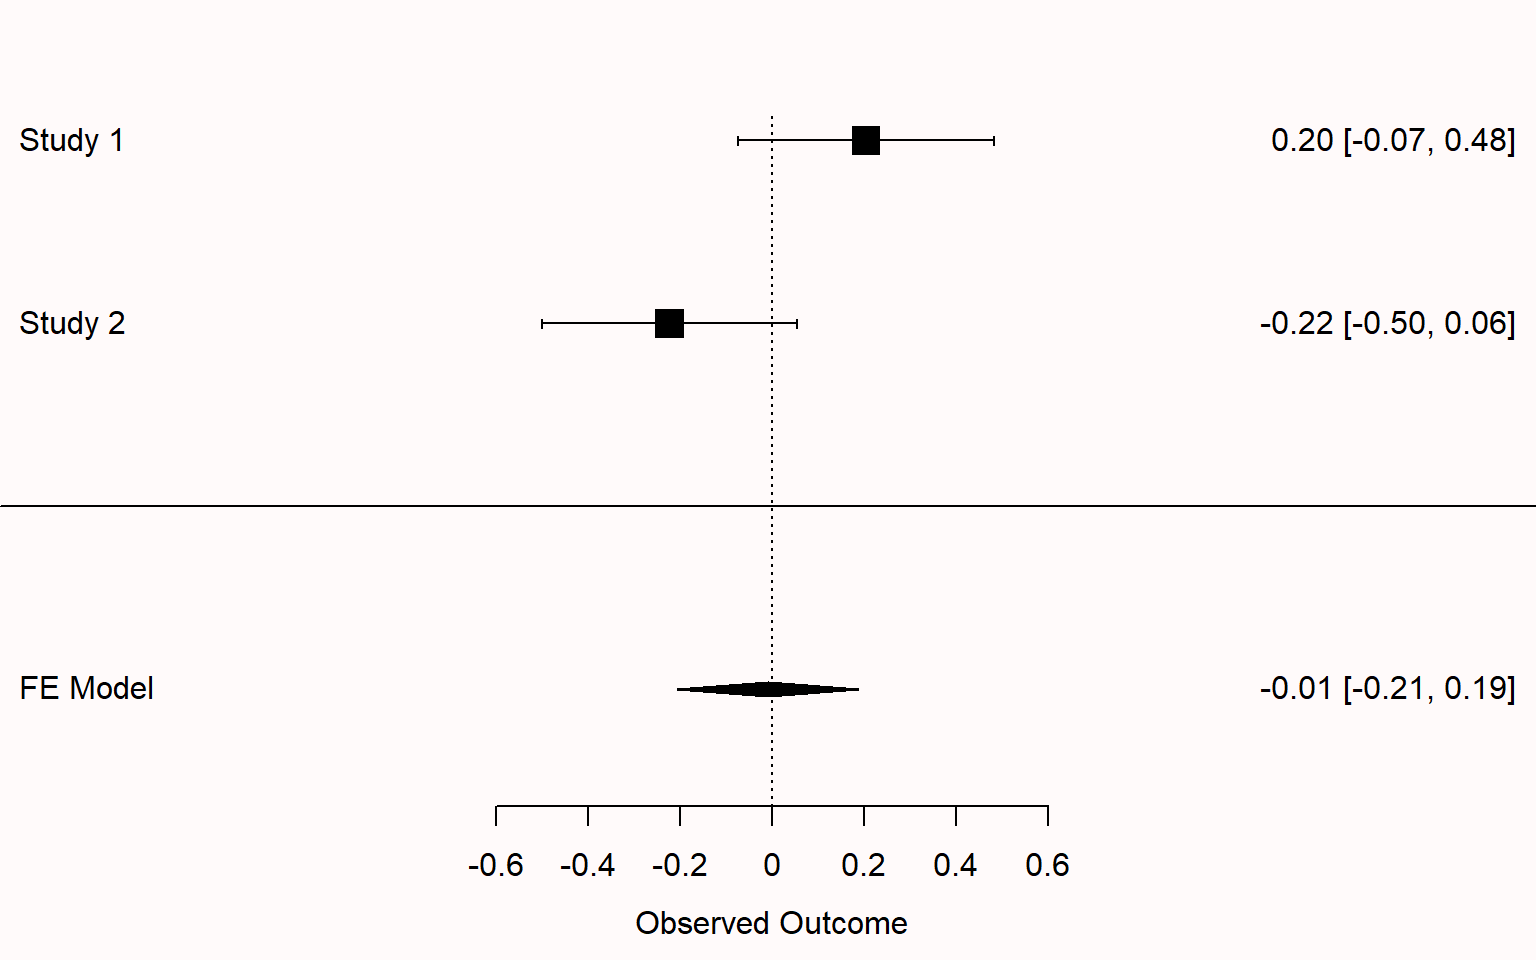 Study 1 0.20 [-0.07, 0.48]
Study 2 -0.22 [-0.50, 0.06]
FE Model -0.01 [-0.21, 0.19]
-0.6 -0.4 -0.2 0 0.2 0.4 0.6
Observed Outcome